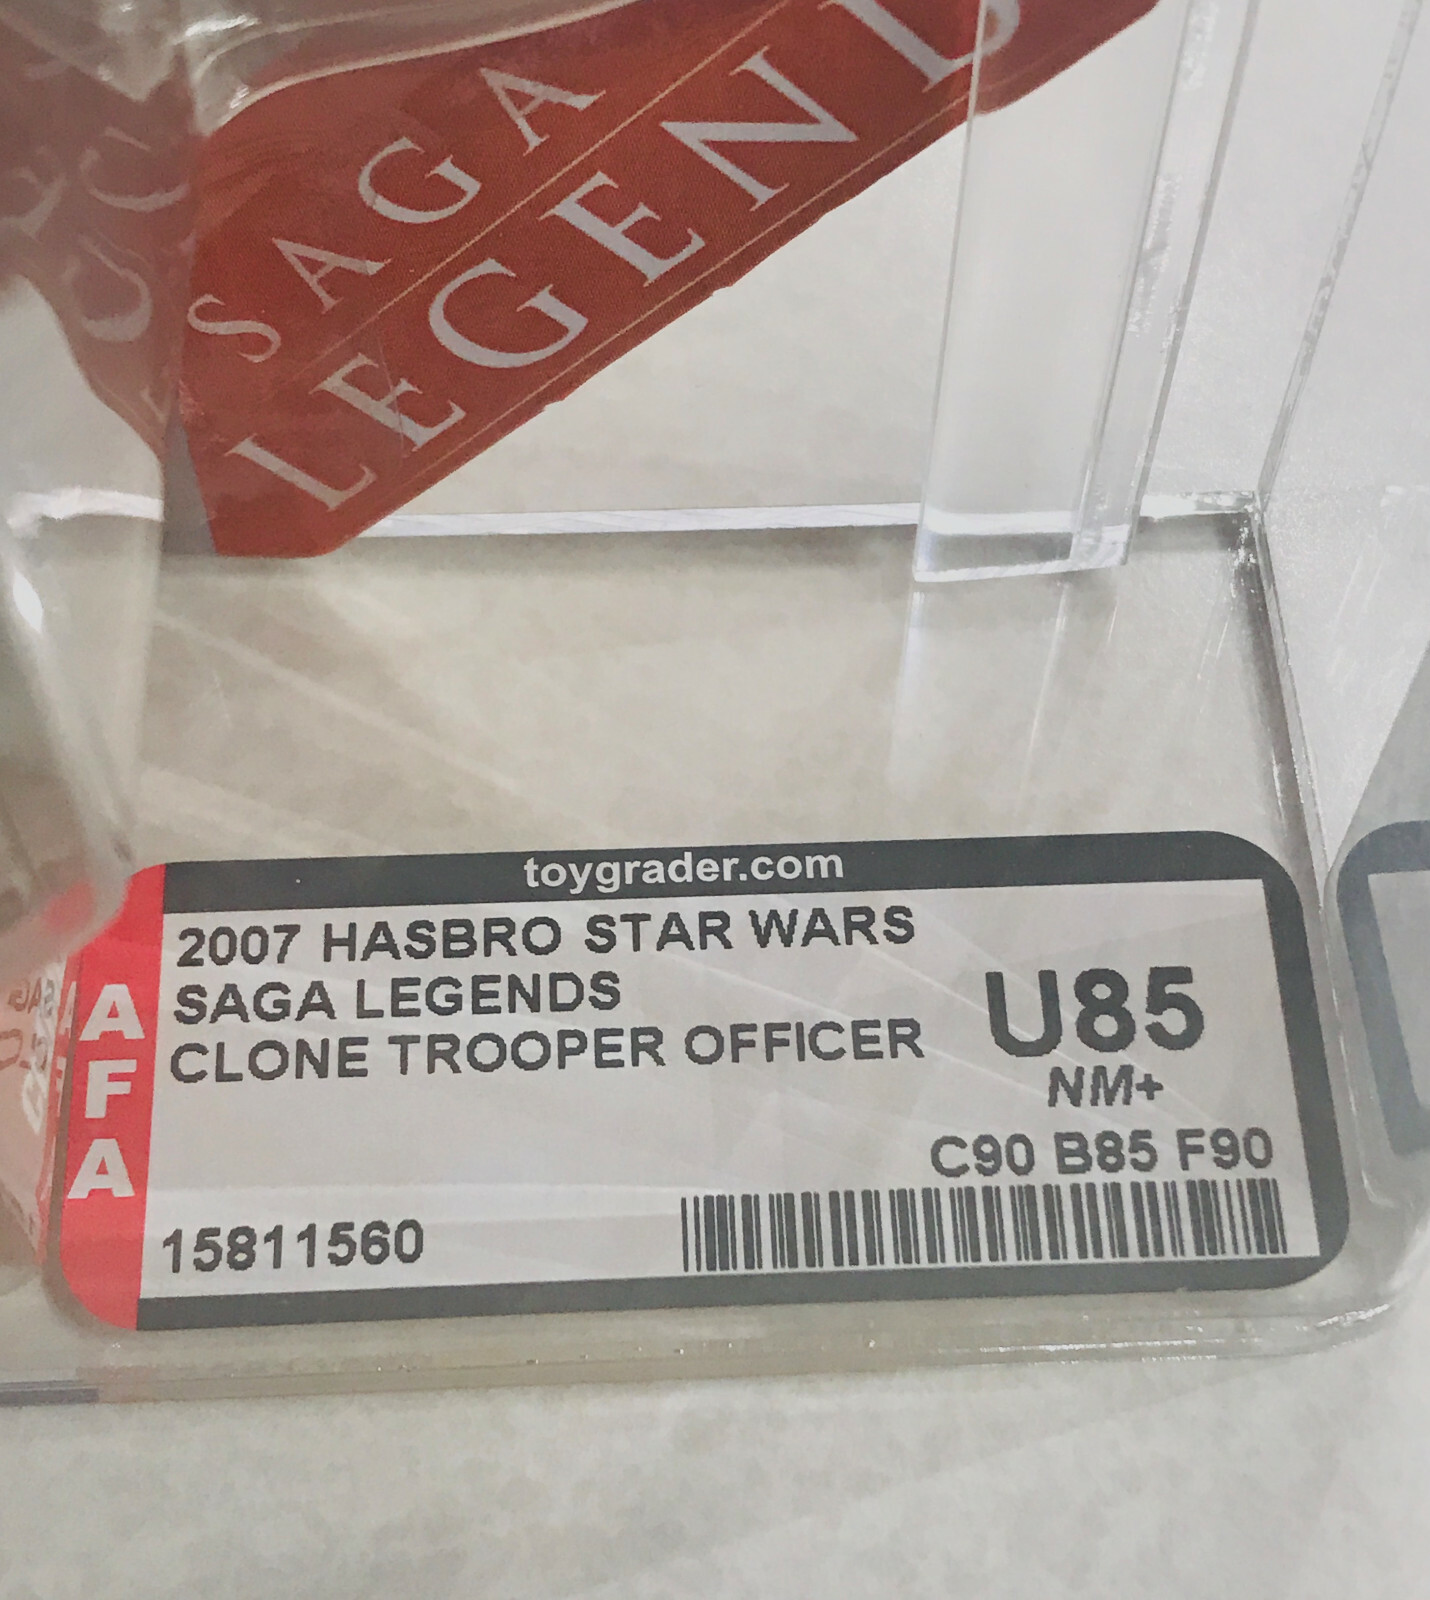 SAGA
LEGEND
toygrader.com
2007 HASBRO STAR WARS
SAGA LEGENDS
CLONE TROOPER OFFICER
U85
NM+
C90 B85 F90
AFA
15811560